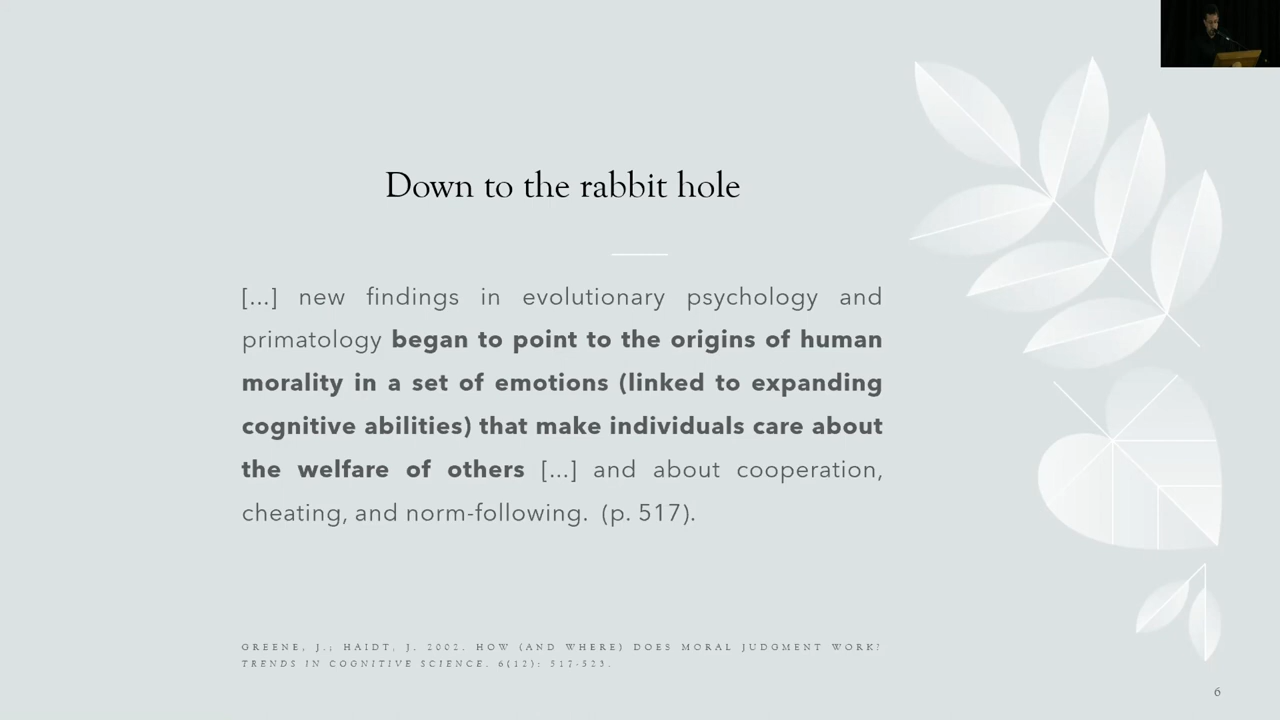 Down to the rabbit hole
[...] new findings in evolutionary psychology and
primatology began to point to the origins of human
morality in a set of emotions (linked to expanding
cognitive abilities) that make individuals care about
the welfare of others [...] and about cooperation,
cheating, and norm-following. (p. 517).
GREENE, J.; HAIDT, J. 2002. HOW (AND WHERE) DOES MORAL JUDGMENT WORK?
TRENDS IN COGNITIVE SCIENCE. 6(12): 517-523.
6